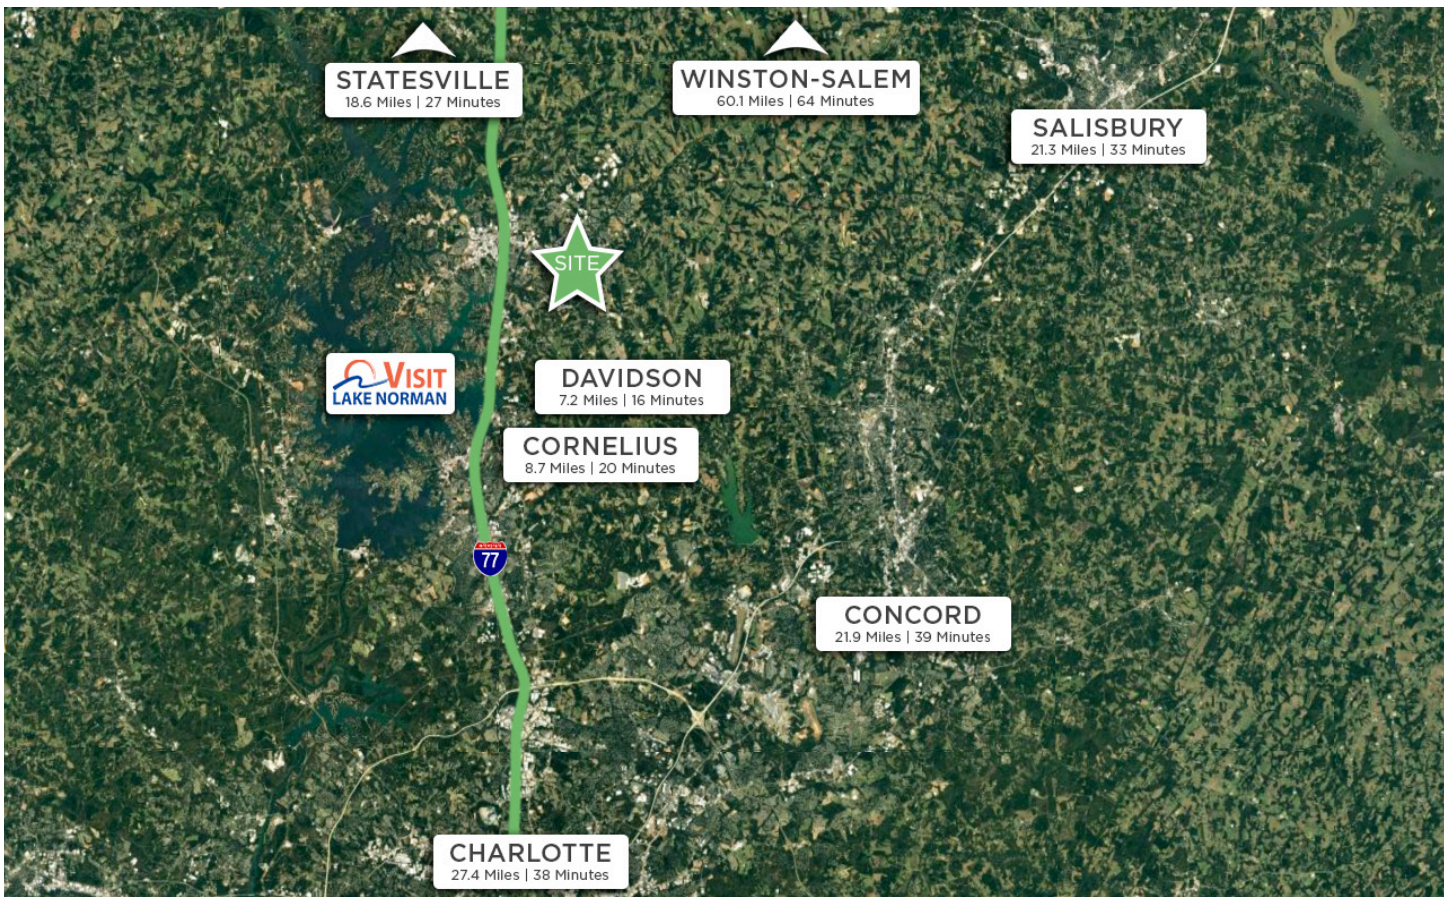 STATESVILLE
18.6 Miles | 27 Minutes
WINSTON-SALEM
60.1 Miles | 64 Minutes
SALISBURY
21.3 Miles | 33 Minutes
SITE
VISIT
LAKE NORMAN
DAVIDSON
7.2 Miles | 16 Minutes
CORNELIUS
8.7 Miles | 20 Minutes
INTERSTATE
77
CONCORD
21.9 Miles | 39 Minutes
CHARLOTTE
27.4 Miles | 38 Minutes